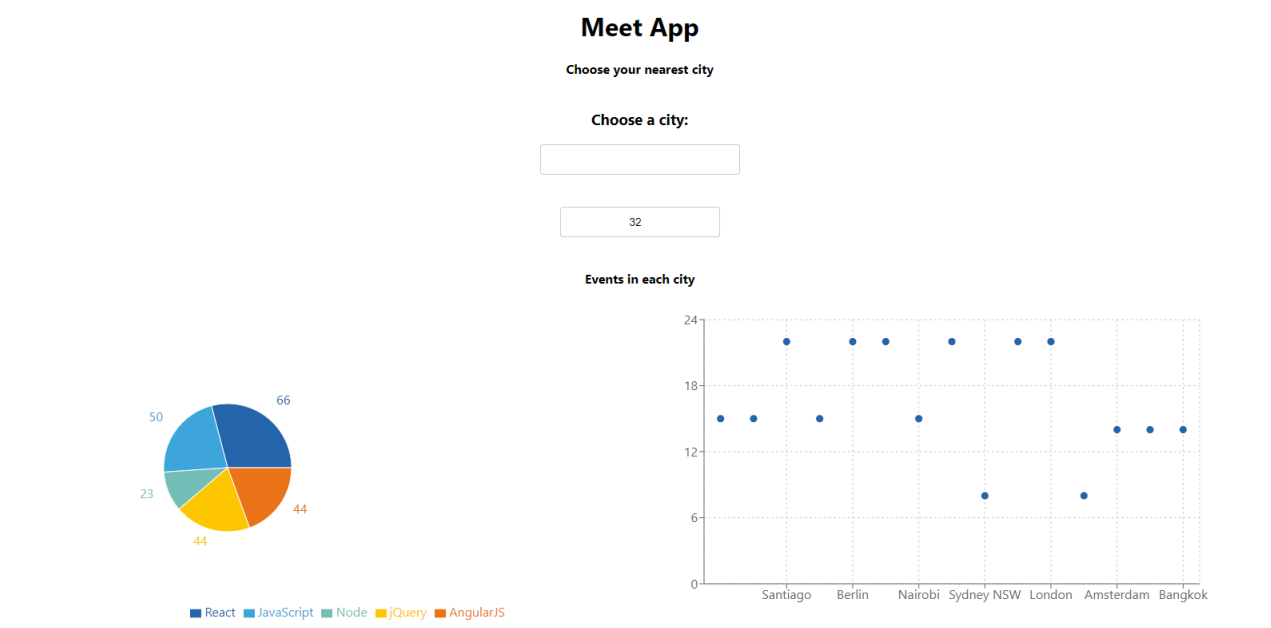 Meet App
Choose your nearest city
Choose a city:
32
Events in each city
66
50
23
44
44
React JavaScript Node jQuery AngularJS
24
18
12
6
0
Santiago Berlin Nairobi Sydney NSW London Amsterdam Bangkok